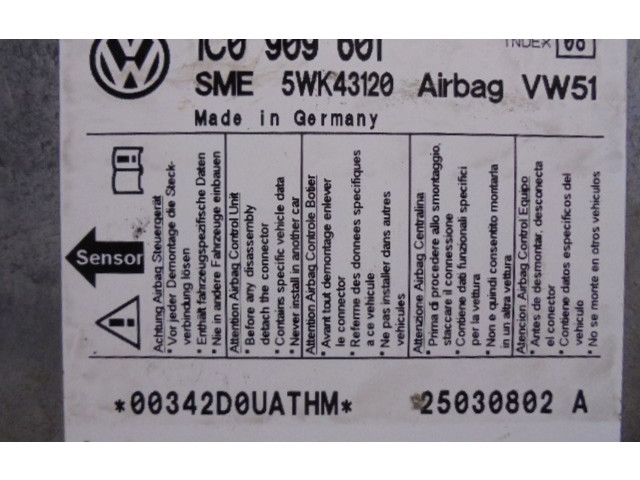 1C0 909 601
INDEX 08
SME 5WK43120 Airbag VW51
Made in Germany
Sensor
Achtung Airbag Steuergerät
• Vor jeder Demontage die Steck-
verbindung lösen
• Enthält fahrzeugspezifische Daten
• Nie in andere Fahrzeuge einbauen
Attention Airbag Control Unit
• Before any disassembly
detach the connector
• Contains specific vehicle data
• Never install in another car
Attention Airbag Controle Boîtier
• Avant tout démontage enlever
le connector
• Referme des donnees specifiques
a ce vehicule
• Ne pas installer dans autres
vehicules
Attenzione Airbag Centralina
• Prima di procedere allo smontaggio,
staccare il connessione
• Contiene dati funzionali specifici
per la vettura
• Non e quindi consentito montarla
in un altra vettura
Atencion Airbag Control Equipo
• Antes de desmontar, desconecta
el conector
• Contiene datos especificos del
vehiculo
• No se monte en otros vehiculos
*00342D0UATHM* 25030802 A